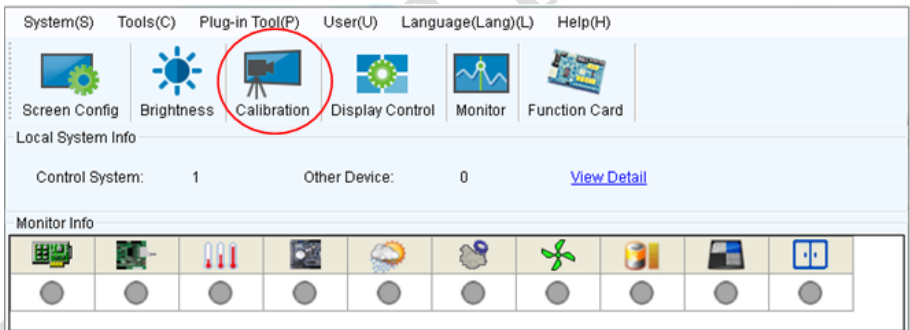 System(S) Tools(C) Plug-in Tool(P) User(U) Language(Lang)(L) Help(H)
Screen Config Brightness Calibration Display Control Monitor Function Card
Local System Info
Control System: 1 Other Device: 0 View Detail
Monitor Info